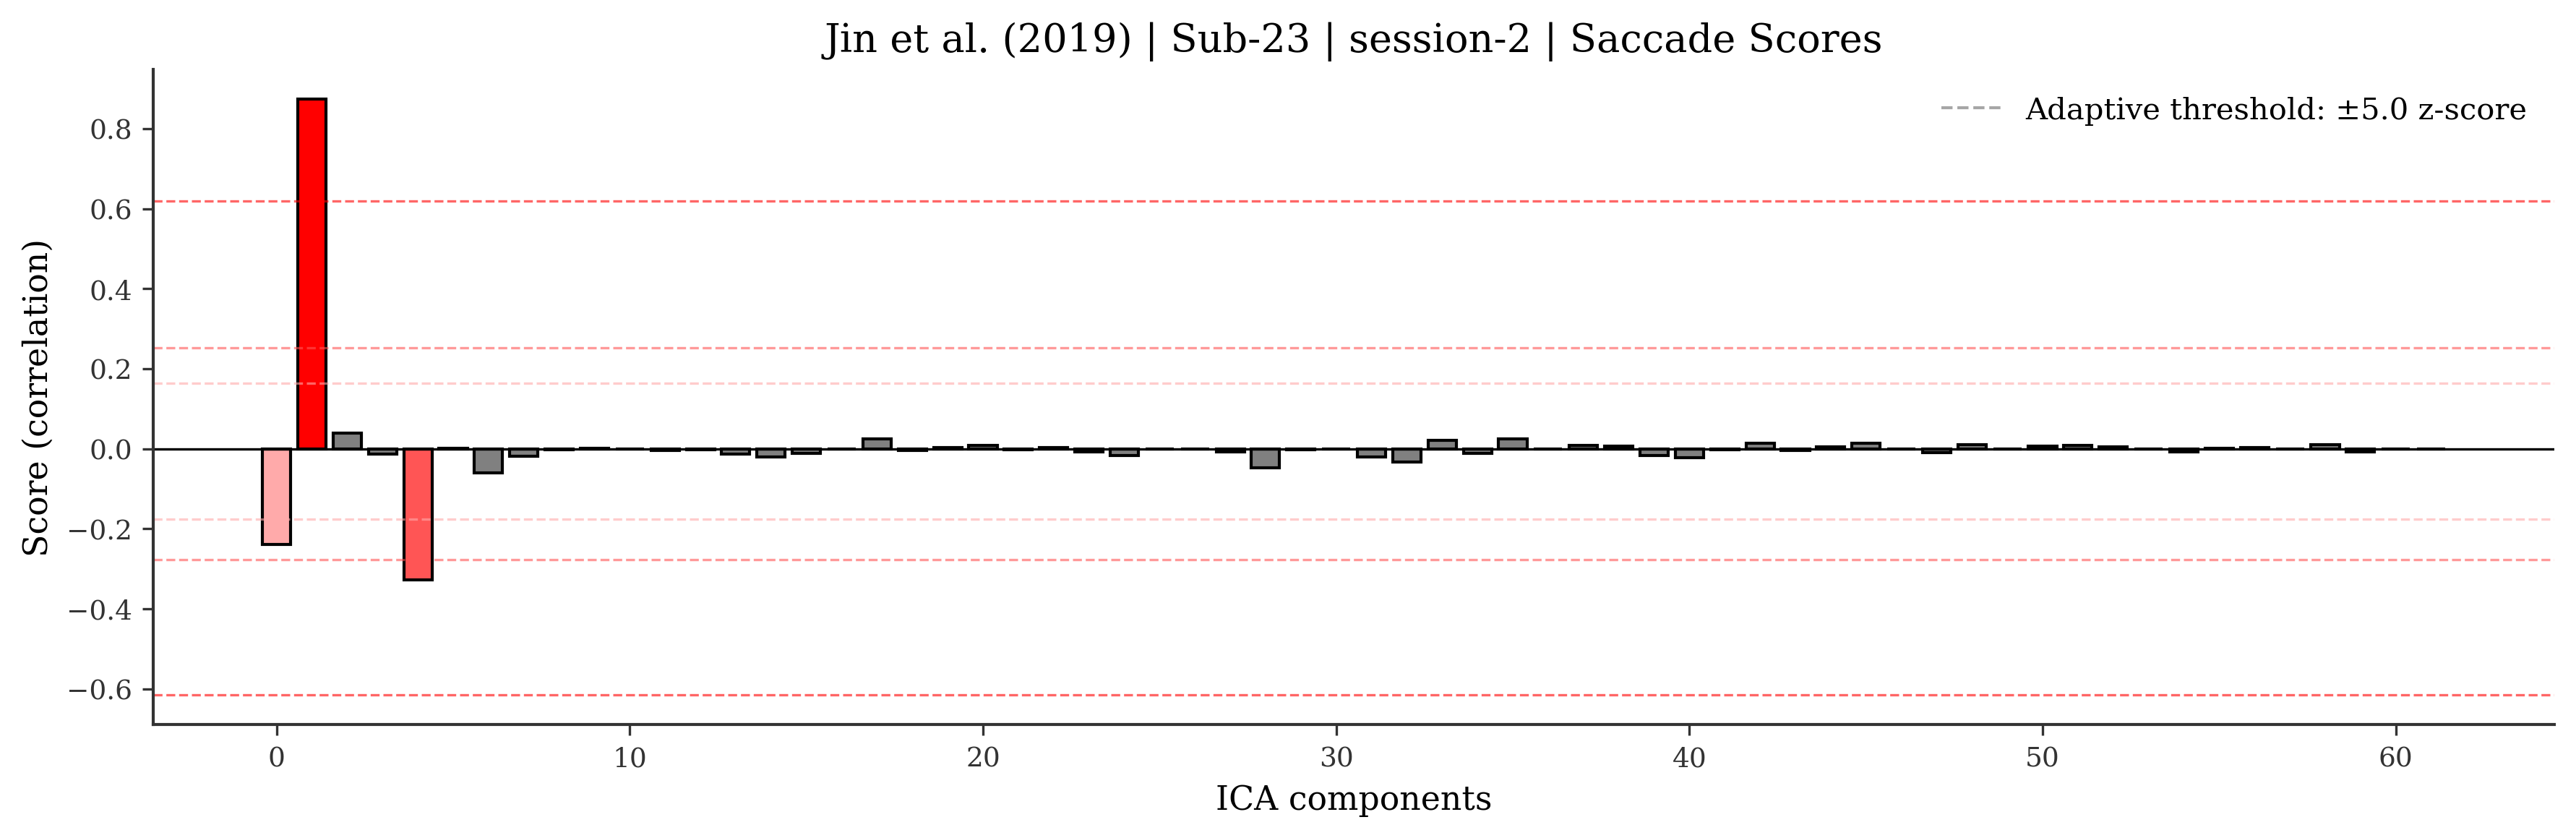 Jin et al. (2019) | Sub-23 | session-2 | Saccade Scores
Adaptive threshold: ±5.0 z-score
Score (correlation)
0.8
0.6
0.4
0.2
0.0
−0.2
−0.4
−0.6
0 10 20 30 40 50 60
ICA components